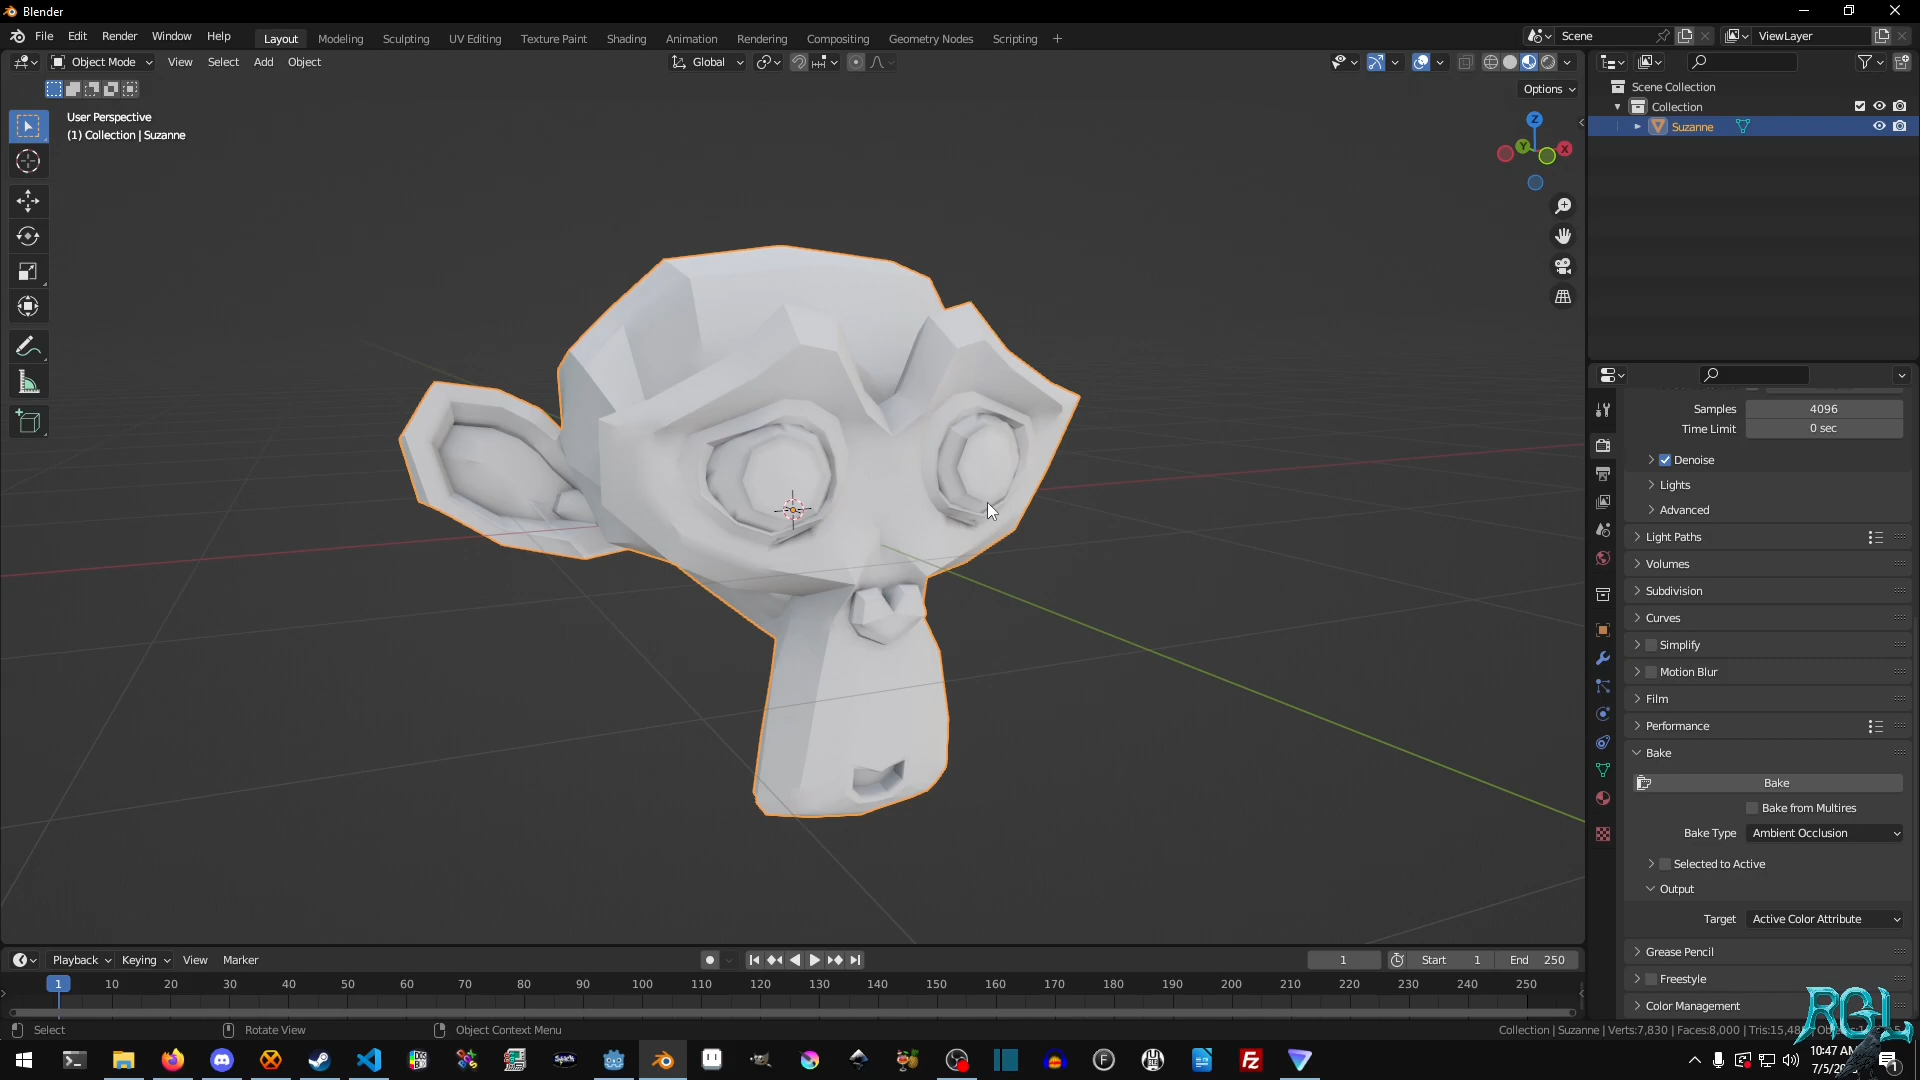 Blender
File Edit Render Window Help
Layout Modeling Sculpting UV Editing Texture Paint Shading Animation Rendering Compositing Geometry Nodes Scripting
Scene
ViewLayer
Object Mode View Select Add Object
Global
Options
User Perspective
(1) Collection | Suzanne
Z
Y
X
Scene Collection
Collection
Suzanne
Samples 4096
Time Limit 0 sec
Denoise
Lights
Advanced
Light Paths
Volumes
Subdivision
Curves
Simplify
Motion Blur
Film
Performance
Bake
Bake
Bake from Multires
Bake Type Ambient Occlusion
Selected to Active
Output
Target Active Color Attribute
Grease Pencil
Freestyle
Color Management
Playback Keying View Marker
1 Start 1 End 250
1 10 20 30 40 50 60 70 80 90 100 110 120 130 140 150 160 170 180 190 200 210 220 230 240 250
Select Rotate View Object Context Menu
Collection | Suzanne | Verts:7,830 | Faces:8,000 |
RGL
10:47 AM
1